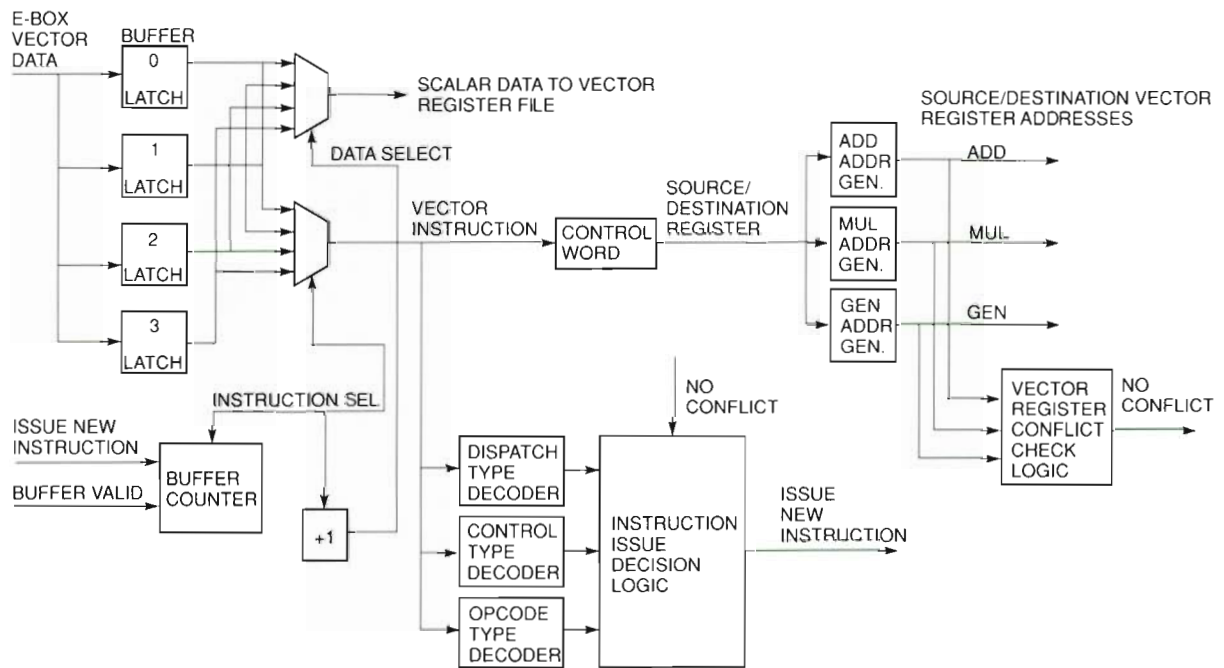 E-BOX
VECTOR
DATA
BUFFER
0
LATCH
1
LATCH
2
LATCH
3
LATCH
SCALAR DATA TO VECTOR
REGISTER FILE
DATA SELECT
VECTOR
INSTRUCTION
CONTROL
WORD
SOURCE/
DESTINATION
REGISTER
SOURCE/DESTINATION VECTOR
REGISTER ADDRESSES
ADD
ADDR
GEN.
ADD
MUL
ADDR
GEN.
MUL
GEN
ADDR
GEN.
GEN
VECTOR
REGISTER
CONFLICT
CHECK
LOGIC
NO
CONFLICT
INSTRUCTION SEL
ISSUE NEW
INSTRUCTION
BUFFER VALID
BUFFER
COUNTER
+1
NO
CONFLICT
DISPATCH
TYPE
DECODER
CONTROL
TYPE
DECODER
OPCODE
TYPE
DECODER
INSTRUCTION
ISSUE
DECISION
LOGIC
ISSUE
NEW
INSTRUCTION